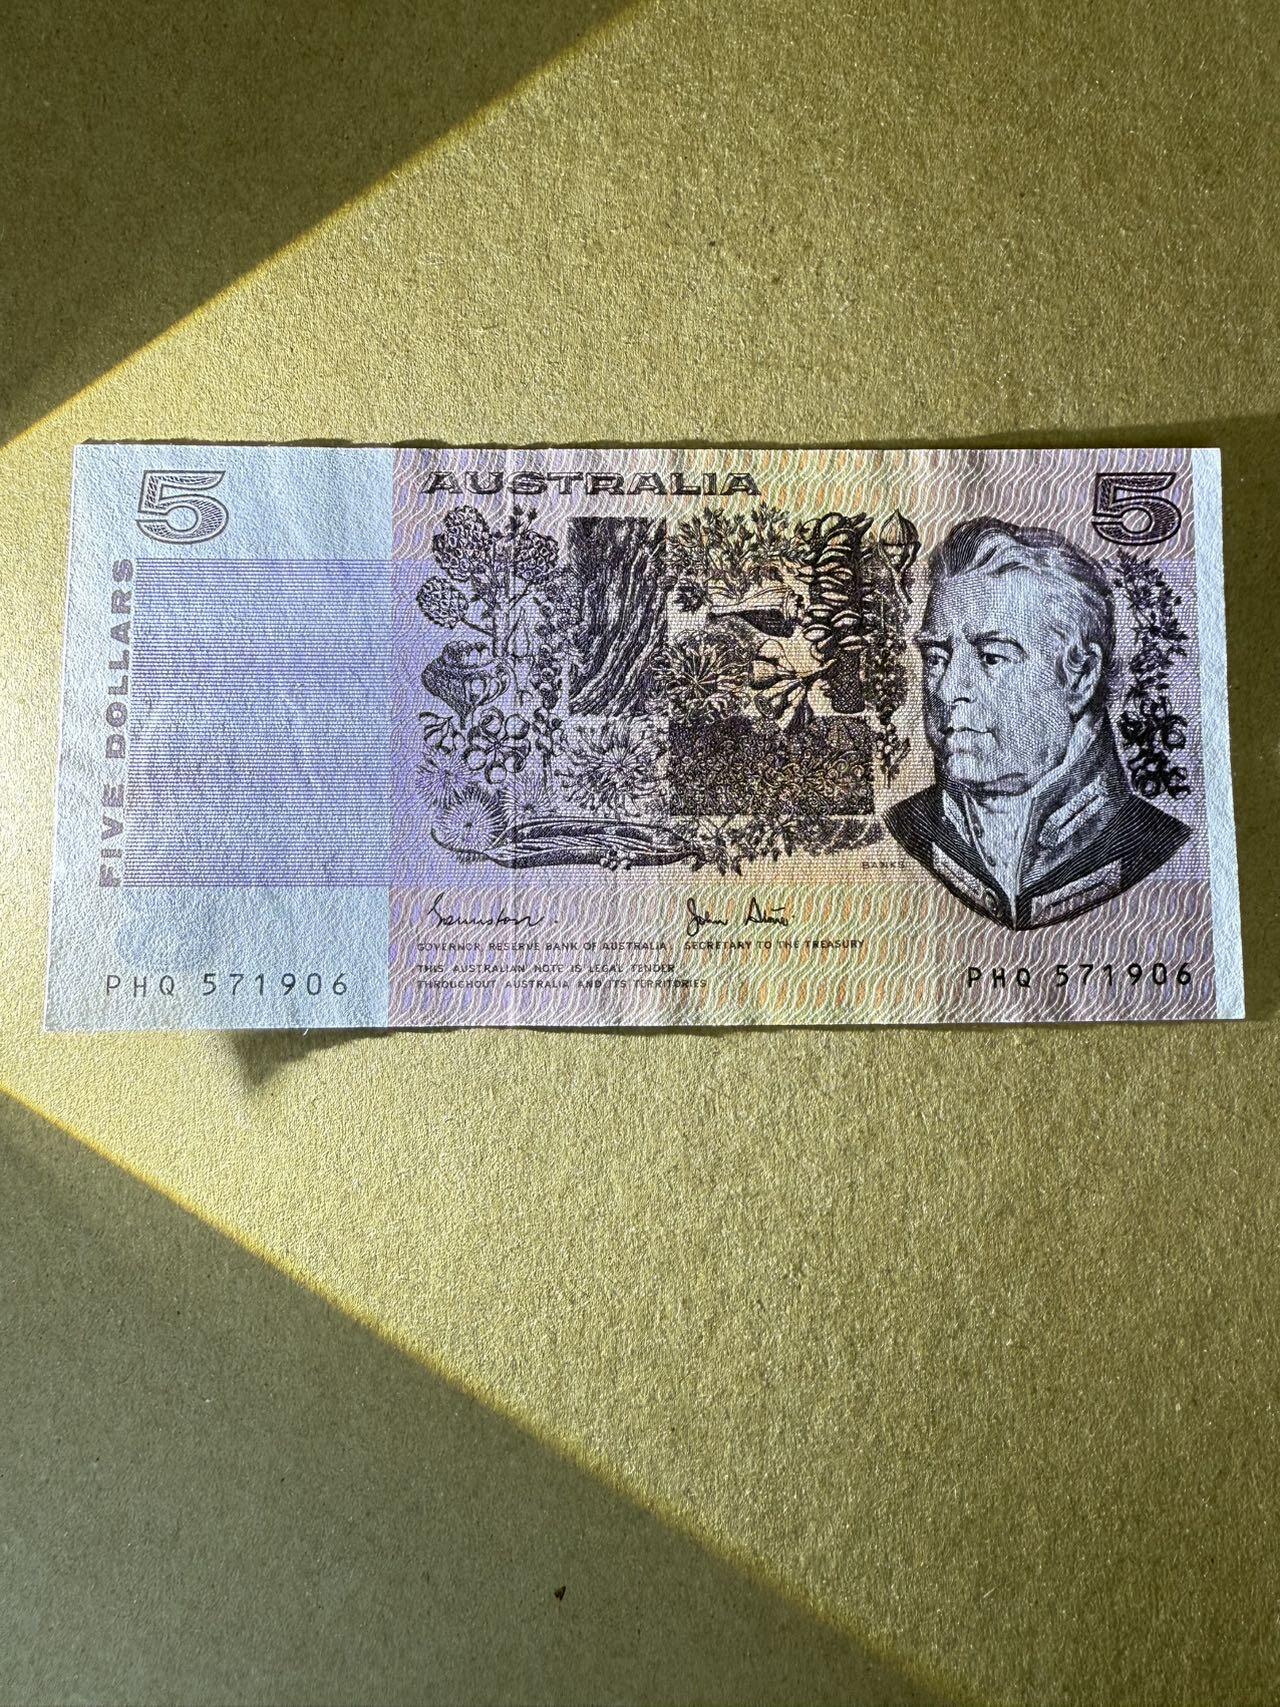 5
AUSTRALIA
5
FIVE DOLLARS
GOVERNOR, RESERVE BANK OF AUSTRALIA. SECRETARY TO THE TREASURY
THIS AUSTRALIAN NOTE IS LEGAL TENDER
THROUGHOUT AUSTRALIA AND ITS TERRITORIES
PHQ 571906
PHQ 571906